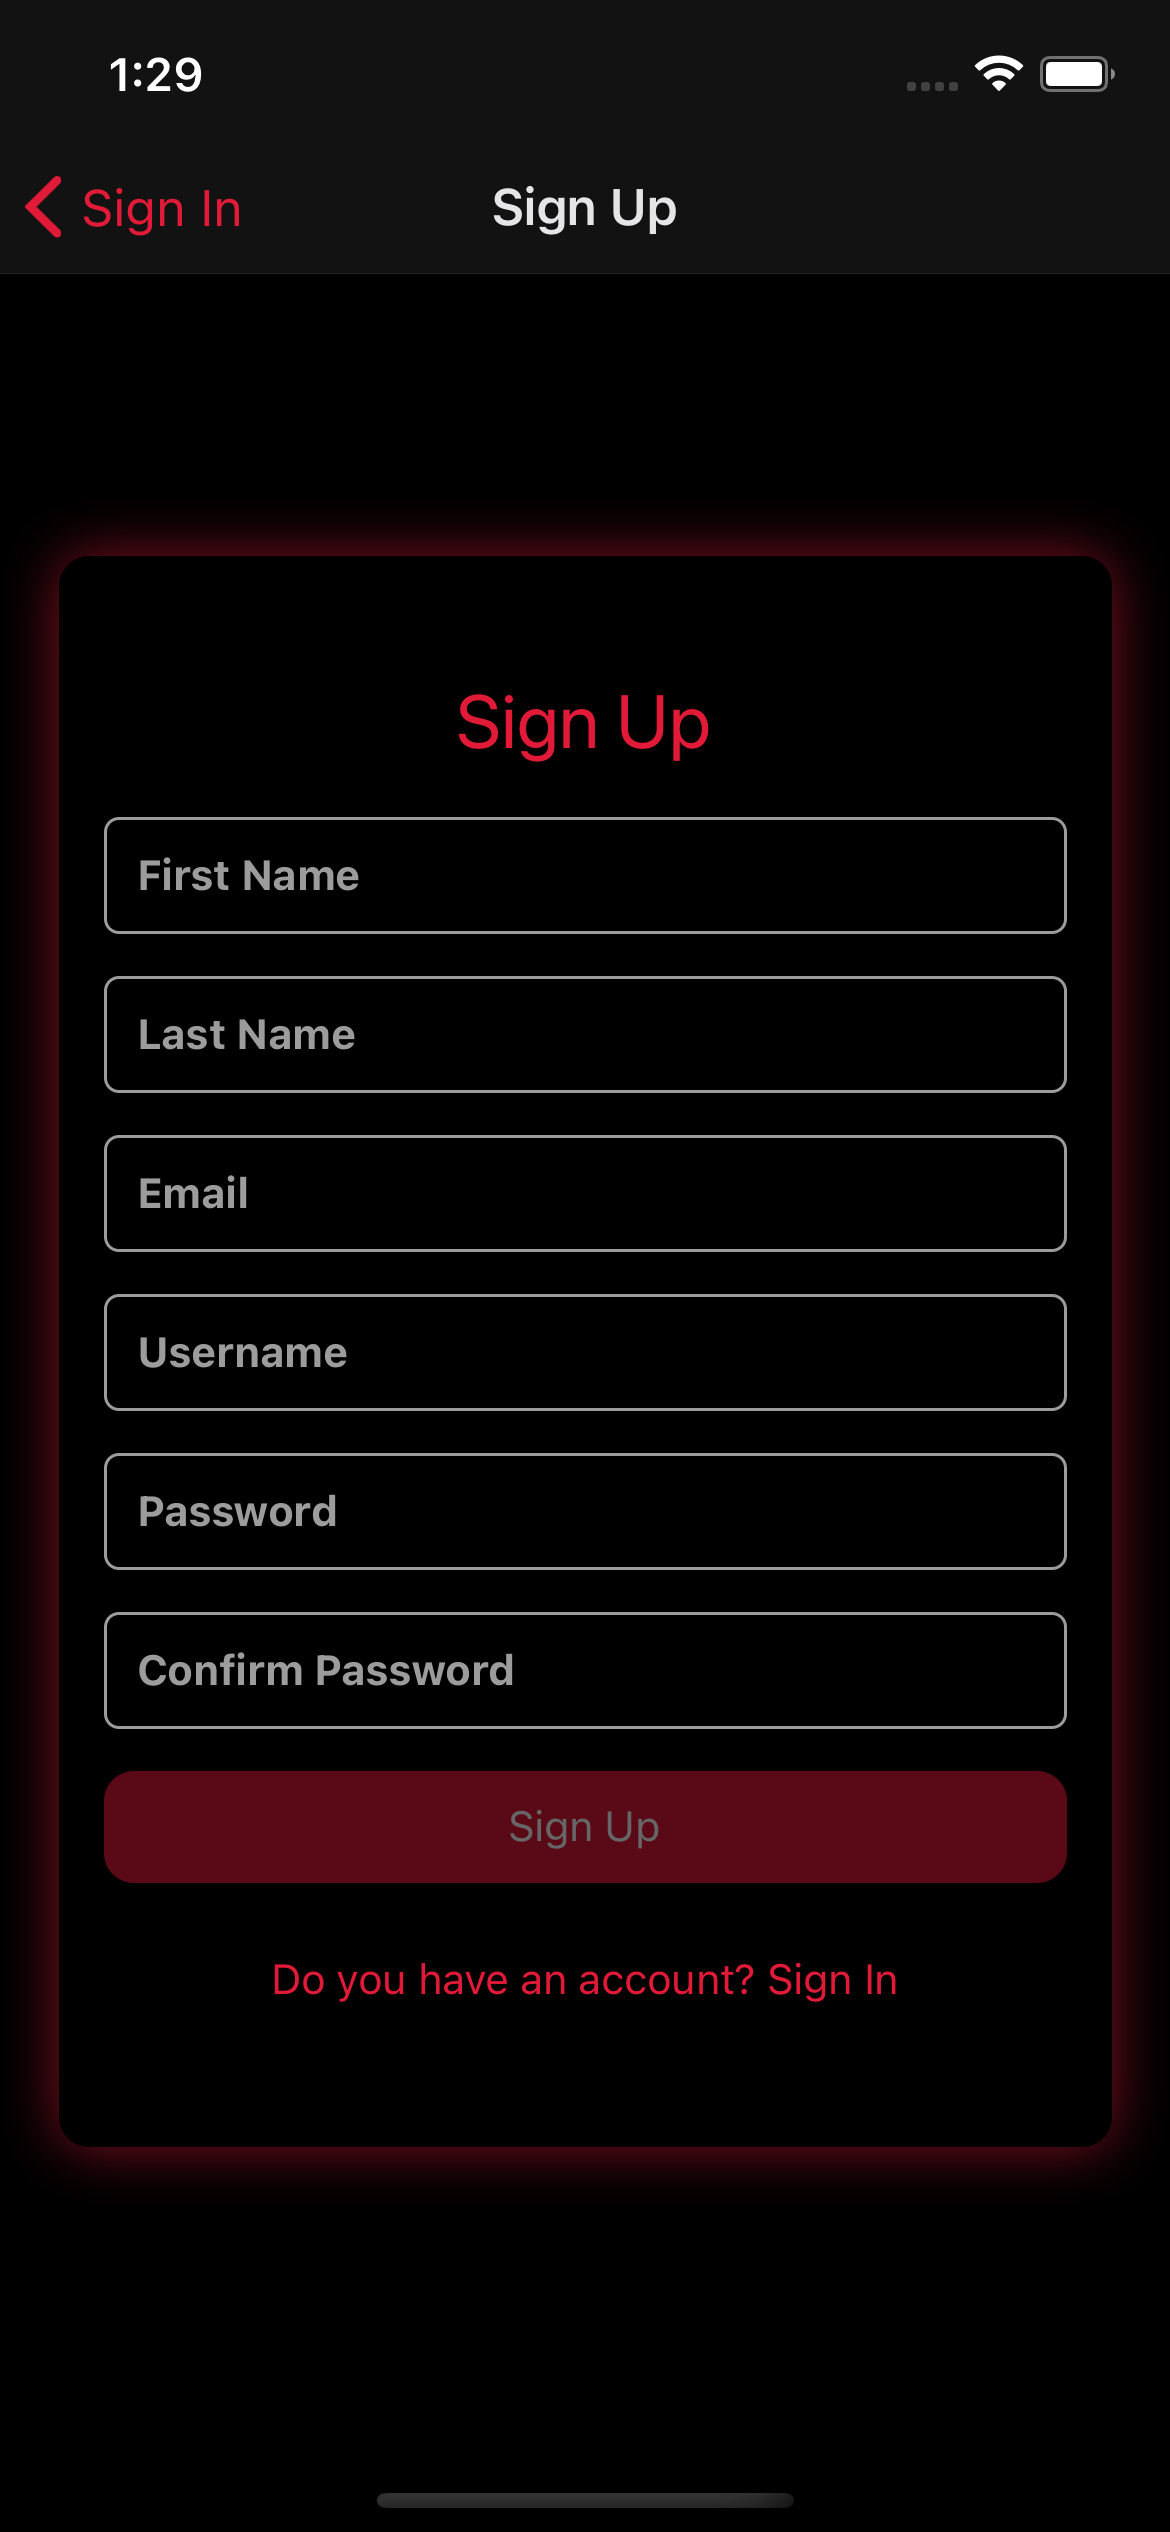 1:29
Sign In
Sign Up
Sign Up
First Name
Last Name
Email
Username
Password
Confirm Password
Sign Up
Do you have an account? Sign In